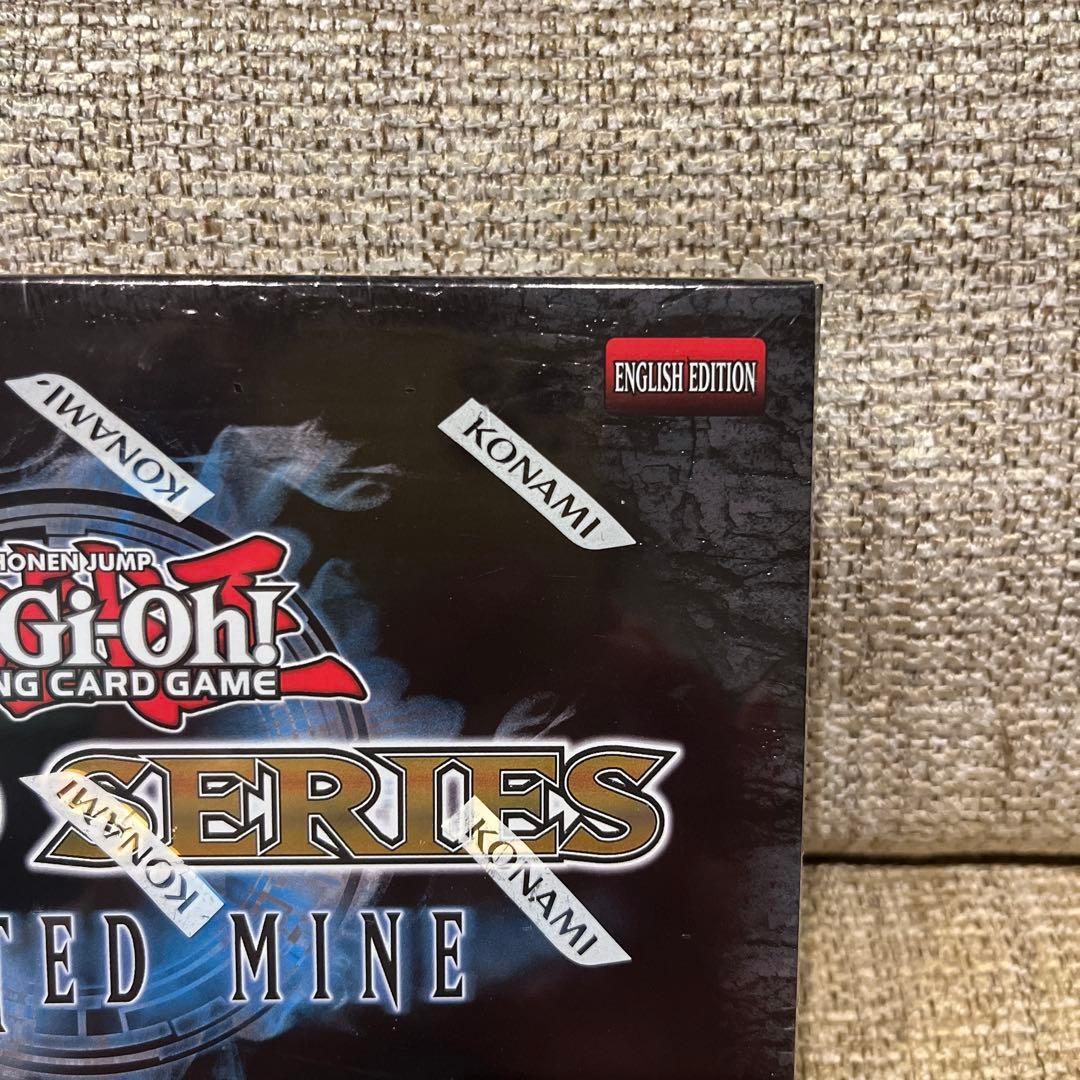 ENGLISH EDITION
KONAMI
KONAMI
HONEN JUMP
Gi-Oh!
NG CARD GAME
SERIES
KONAMI
KONAMI
TED MINE